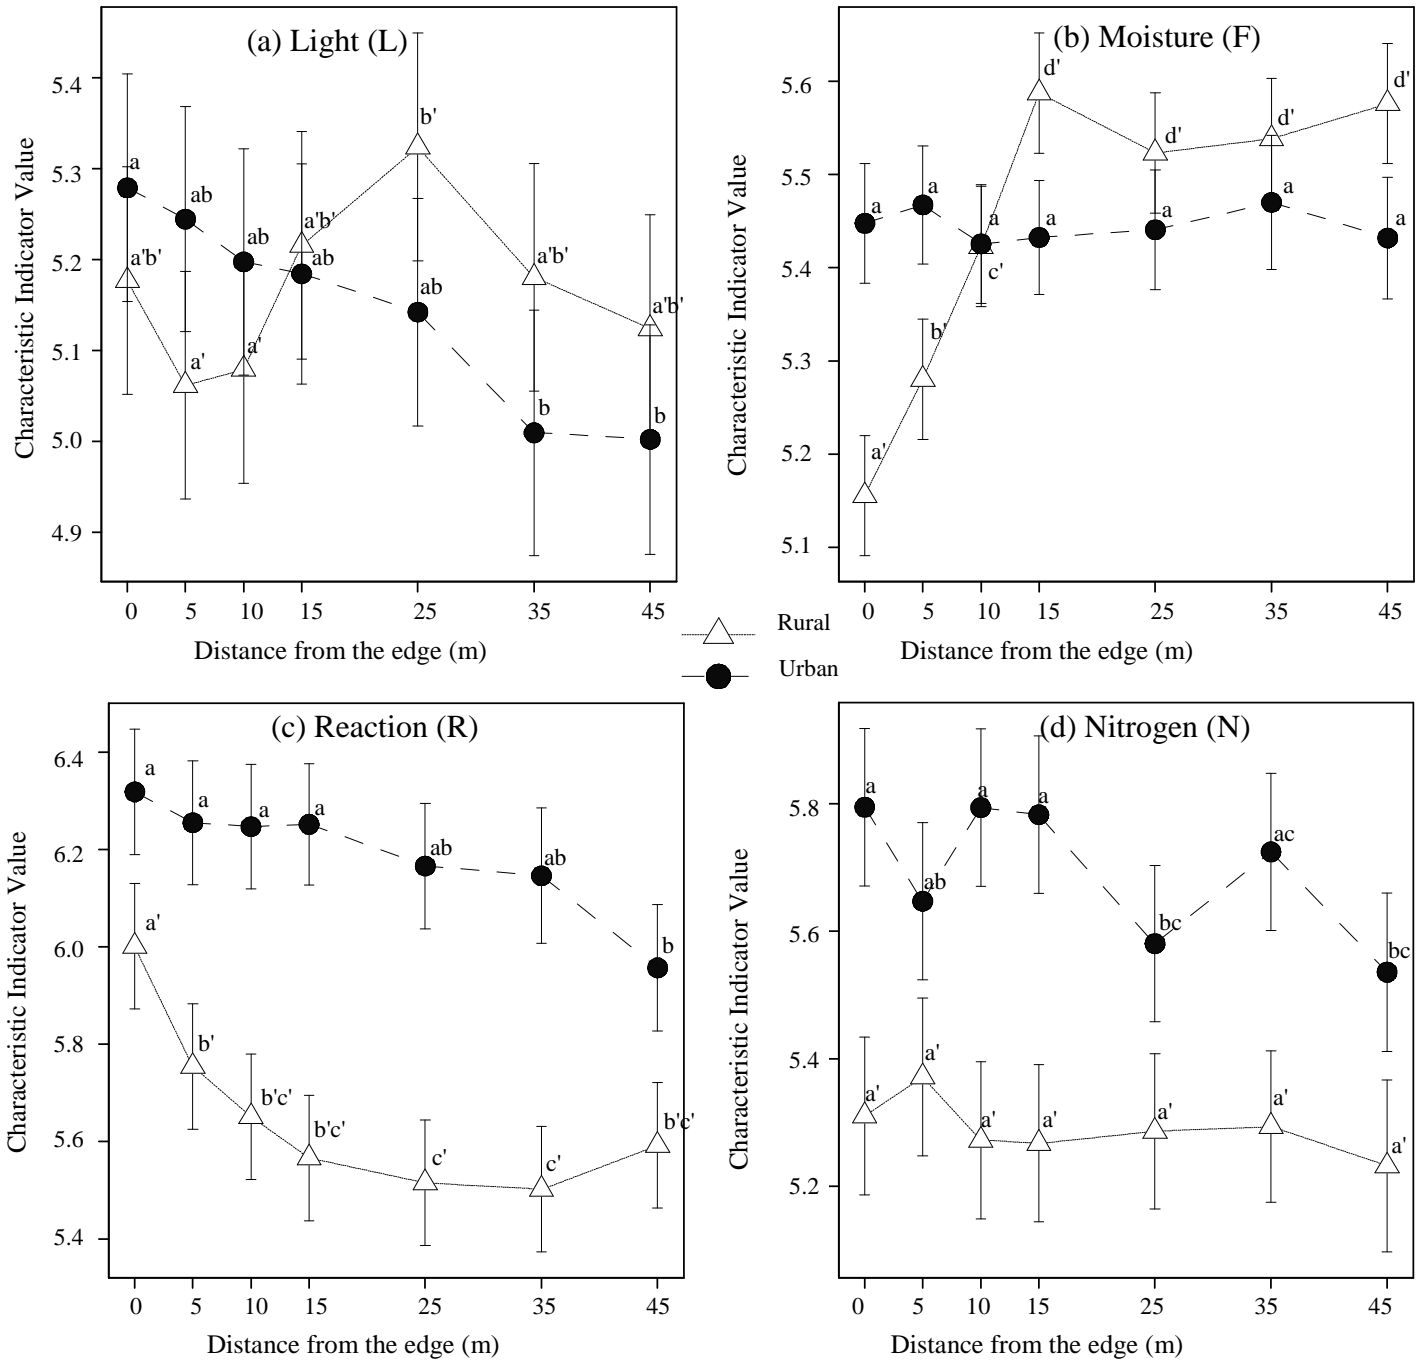 (a) Light (L)
Characteristic Indicator Value
5.4
5.3
5.2
5.1
5.0
4.9
a
ab
ab
ab
ab
b
b
a'b'
a'
a'
a'b'
b'
a'b'
a'b'
0 5 10 15 25 35 45
Distance from the edge (m)
(b) Moisture (F)
Characteristic Indicator Value
5.6
5.5
5.4
5.3
5.2
5.1
a
a
a
a
a
a
a
a'
b'
c'
d'
d'
d'
d'
0 5 10 15 25 35 45
Distance from the edge (m)
Rural
Urban
(c) Reaction (R)
Characteristic Indicator Value
6.4
6.2
6.0
5.8
5.6
5.4
a
a
a
a
ab
ab
b
a'
b'
b'c'
b'c'
c'
c'
b'c'
0 5 10 15 25 35 45
Distance from the edge (m)
(d) Nitrogen (N)
Characteristic Indicator Value
5.8
5.6
5.4
5.2
a
ab
a
a
bc
ac
bc
a'
a'
a'
a'
a'
a'
a'
0 5 10 15 25 35 45
Distance from the edge (m)